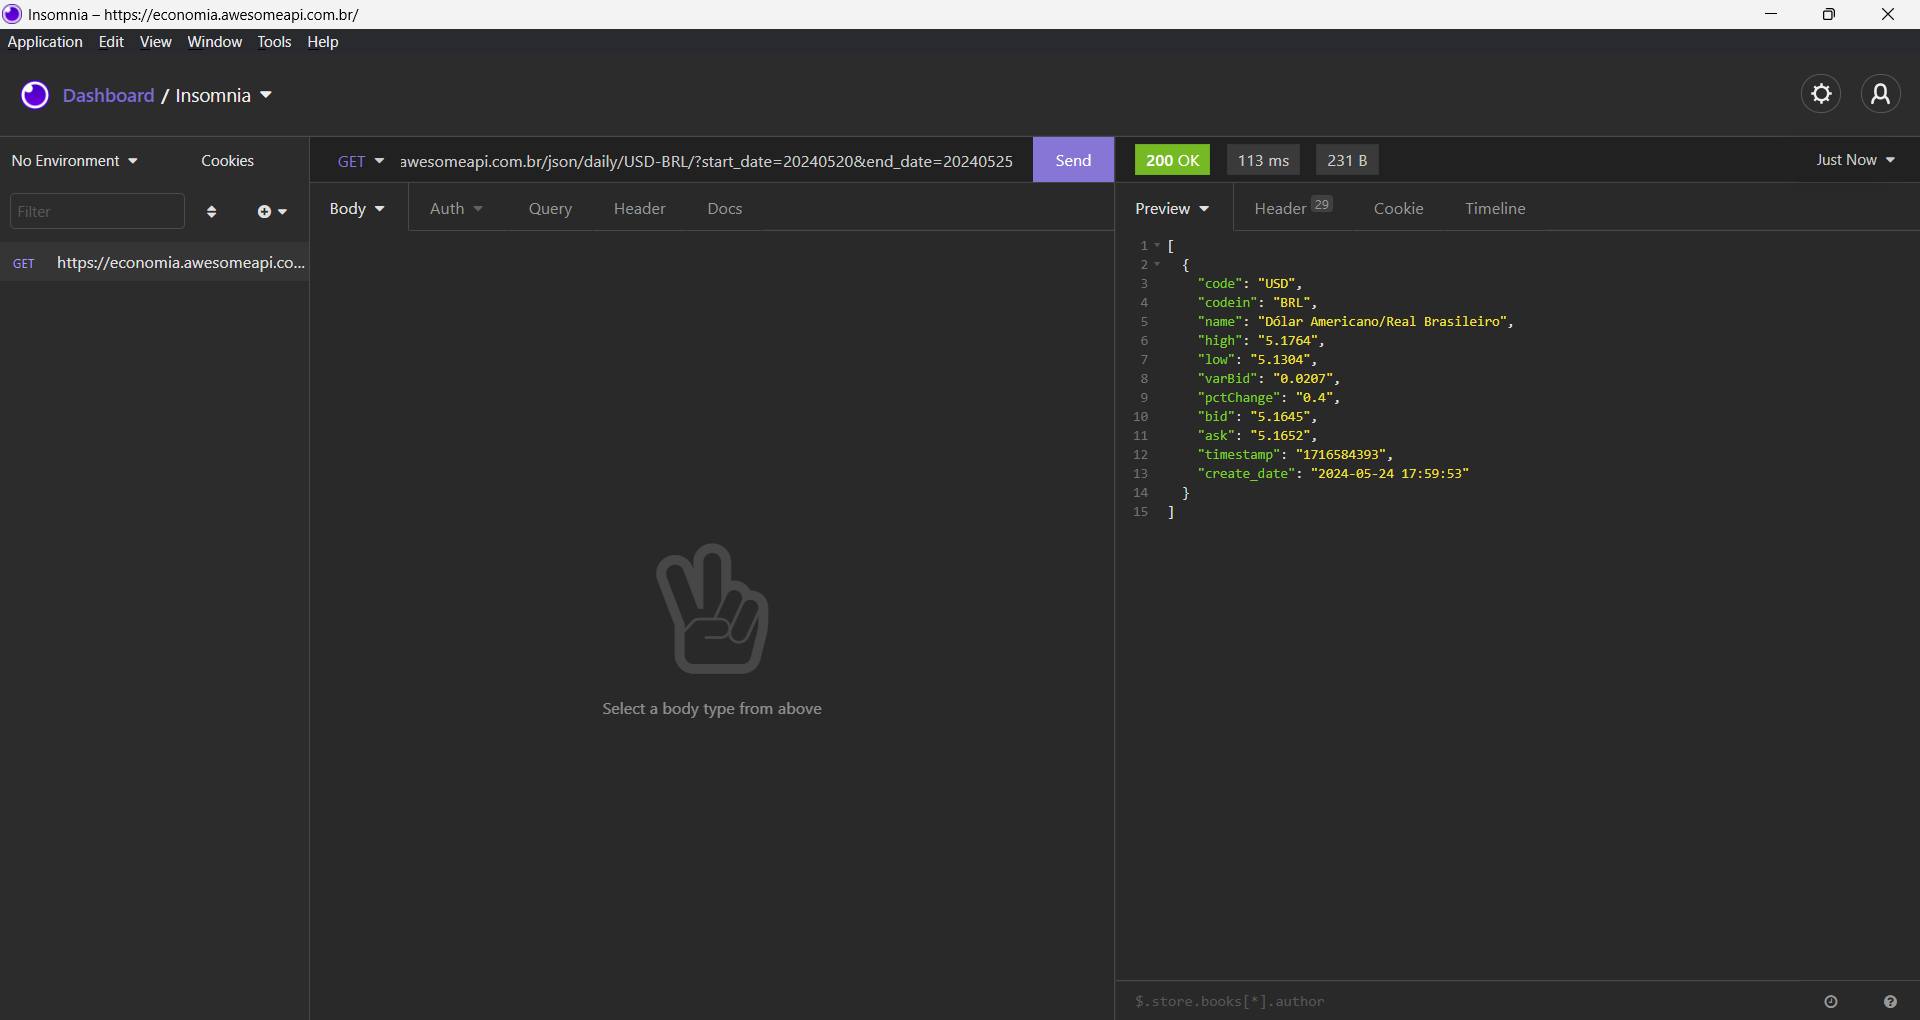 Insomnia – https://economia.awesomeapi.com.br/
Application Edit View Window Tools Help
Dashboard / Insomnia
No Environment Cookies
GET awesomeapi.com.br/json/daily/USD-BRL/?start_date=20240520&end_date=20240525 Send
200 OK 113 ms 231 B Just Now
Filter
Body Auth Query Header Docs
Preview Header 29 Cookie Timeline
GET https://economia.awesomeapi.co...
1 [
2 {
3 "code": "USD",
4 "codein": "BRL",
5 "name": "Dólar Americano/Real Brasileiro",
6 "high": "5.1764",
7 "low": "5.1304",
8 "varBid": "0.0207",
9 "pctChange": "0.4",
10 "bid": "5.1645",
11 "ask": "5.1652",
12 "timestamp": "1716584393",
13 "create_date": "2024-05-24 17:59:53"
14 }
15 ]
Select a body type from above
$.store.books[*].author